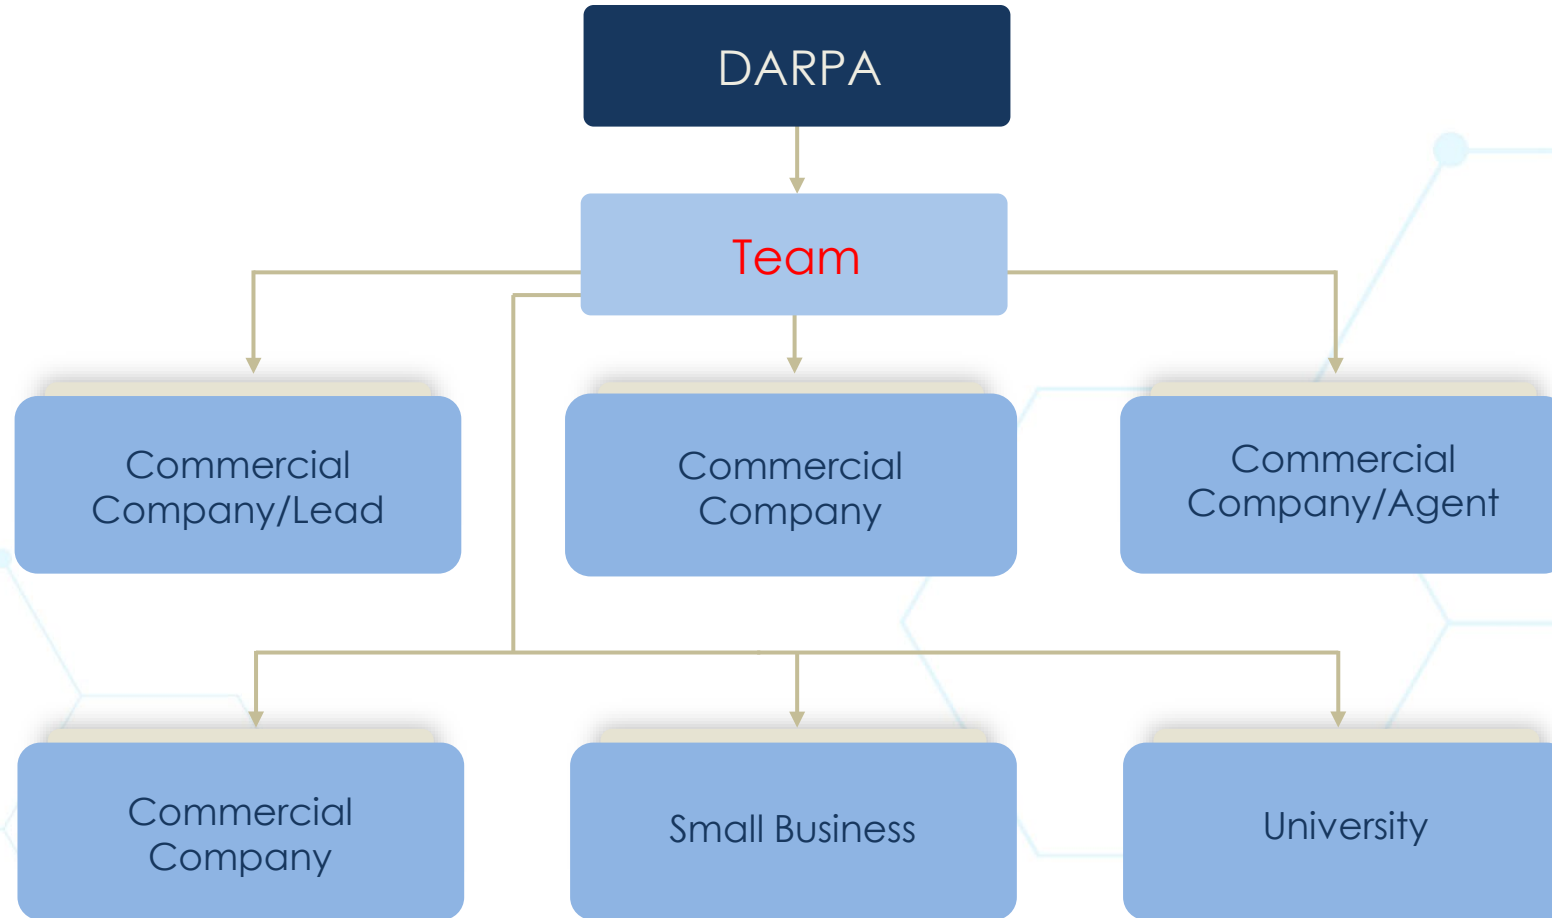 DARPA
Team
Commercial
Company/Lead
Commercial
Company
Commercial
Company/Agent
Commercial
Company
Small Business
University